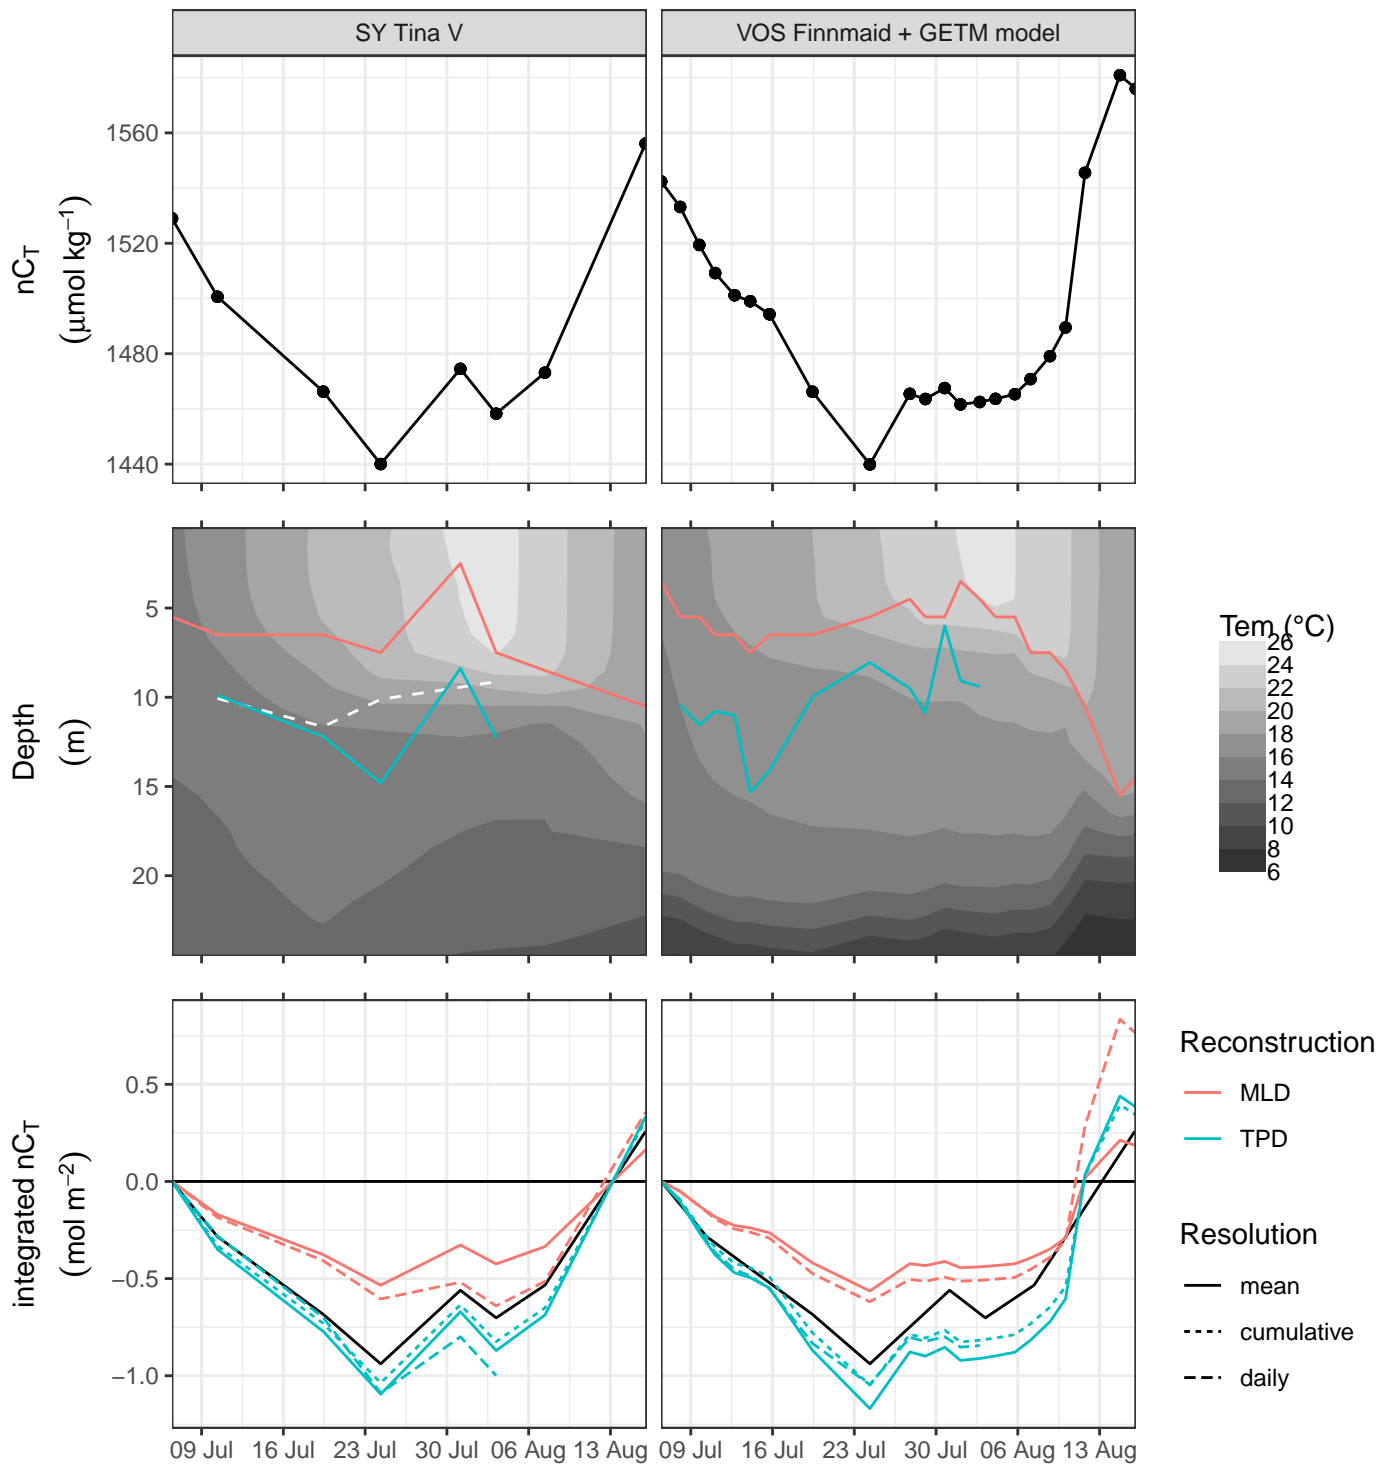 SY Tina V
VOS Finnmaid + GETM model
1560
1520
1480
1440
nC_T
(μmol kg⁻¹)
5
10
15
20
Depth
(m)
Tem (°C)
26
24
22
20
18
16
14
12
10
8
6
0.5
0.0
−0.5
−1.0
integrated nC_T
(mol m⁻²)
09 Jul 16 Jul 23 Jul 30 Jul 06 Aug 13 Aug
09 Jul 16 Jul 23 Jul 30 Jul 06 Aug 13 Aug
Reconstruction
MLD
TPD
Resolution
mean
cumulative
daily